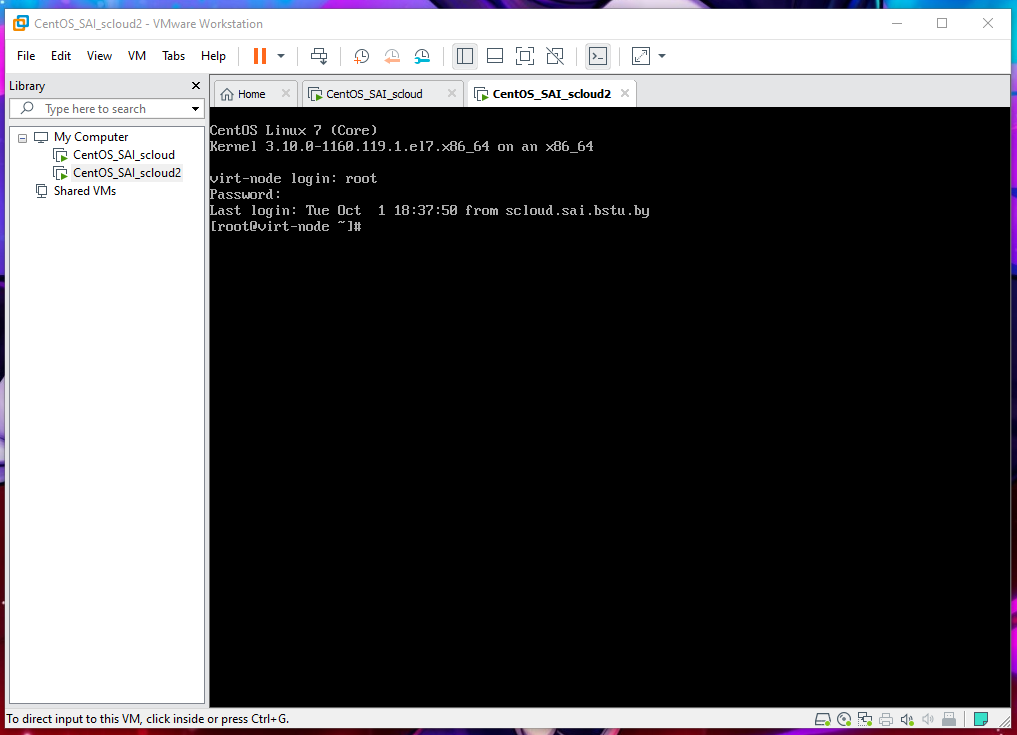 CentOS_SAI_scloud2 - VMware Workstation
File Edit View VM Tabs Help
Library
Type here to search
My Computer
CentOS_SAI_scloud
CentOS_SAI_scloud2
Shared VMs
Home
CentOS_SAI_scloud
CentOS_SAI_scloud2
CentOS Linux 7 (Core)
Kernel 3.10.0-1160.119.1.el7.x86_64 on an x86_64
virt-node login: root
Password:
Last login: Tue Oct  1 18:37:50 from scloud.sai.bstu.by
[root@virt-node ~]#
To direct input to this VM, click inside or press Ctrl+G.